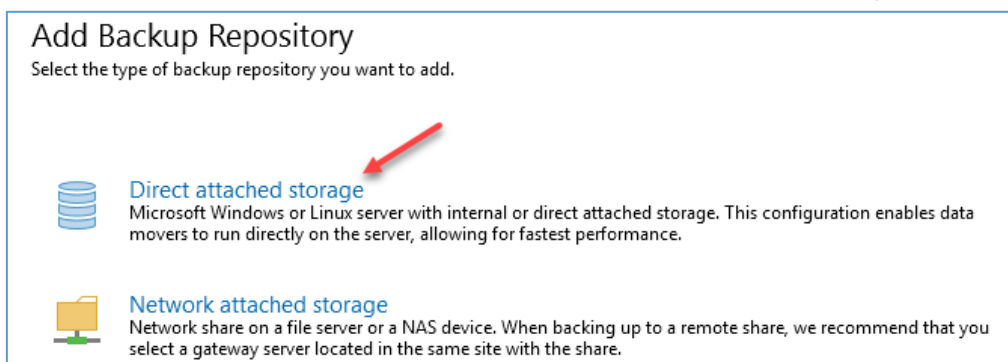 Add Backup Repository
Select the type of backup repository you want to add.
Direct attached storage
Microsoft Windows or Linux server with internal or direct attached storage. This configuration enables data
movers to run directly on the server, allowing for fastest performance.
Network attached storage
Network share on a file server or a NAS device. When backing up to a remote share, we recommend that you
select a gateway server located in the same site with the share.